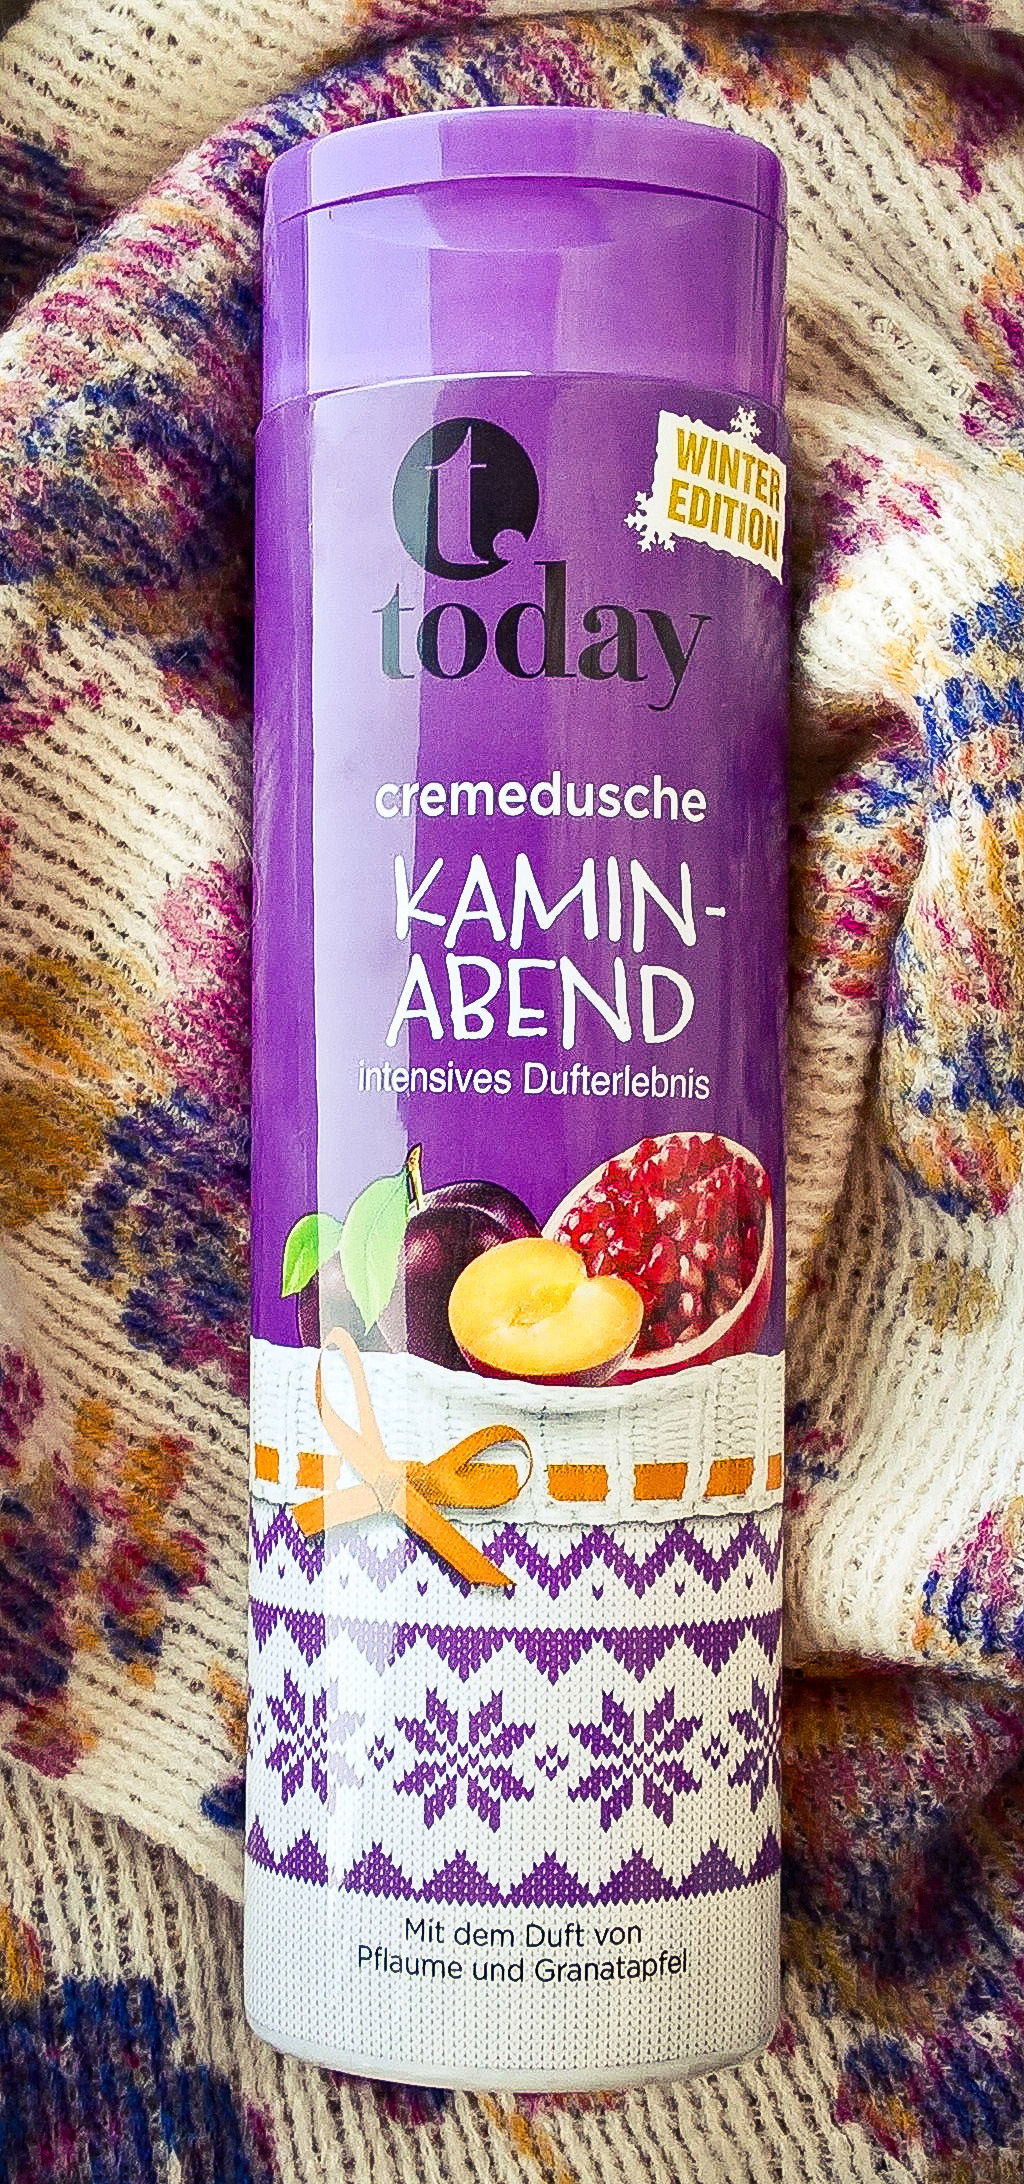 t.
WINTER
EDITION
today
cremedusche
KAMIN-
ABEND
intensives Dufterlebnis
Mit dem Duft von
Pflaume und Granatapfel